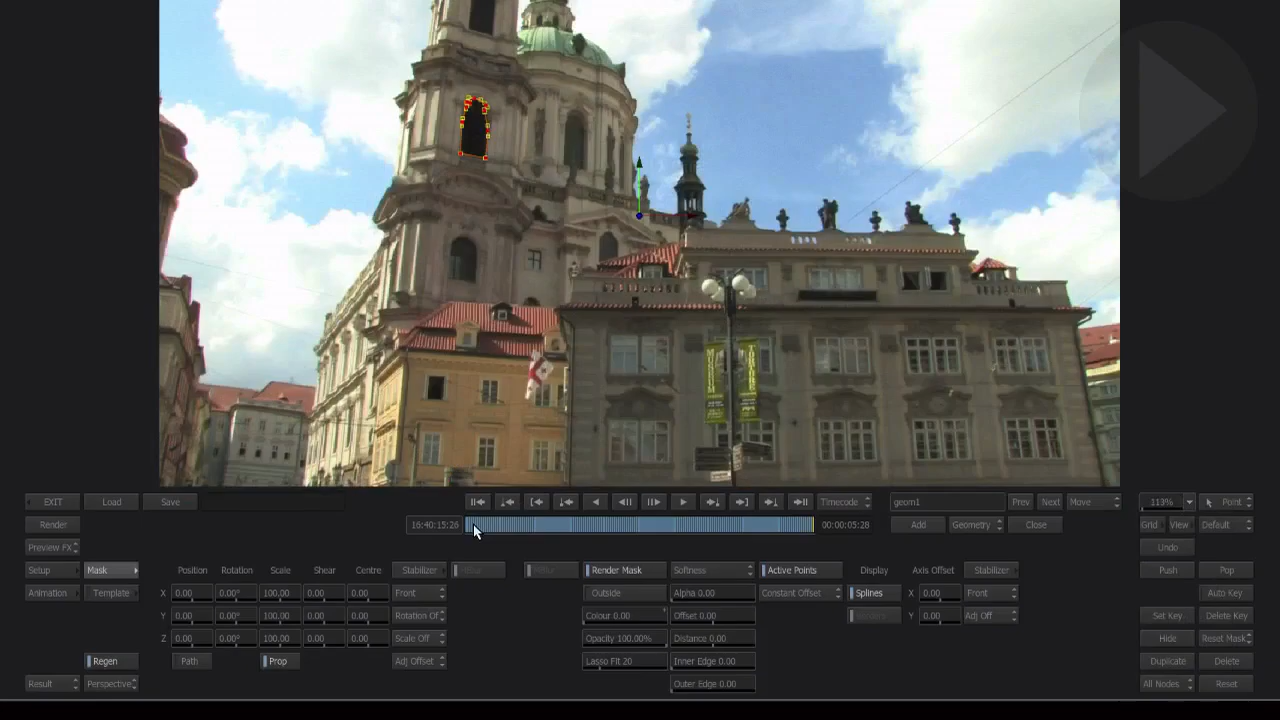 MUSEUM
TORTURE
EXIT Load Save Timecode geom1 Prev Next Move 113% Point
Render 16:40:15:26 00:00:05:28 Add Geometry Close Grid View Default
Preview FX Undo
Setup Mask Position Rotation Scale Shear Centre Stabilizer Render Mask Softness Active Points Display Axis Offset Stabilizer Push Pop
Animation Template X 0.00 0.00° 100.00 0.00 0.00 Front Outside Alpha 0.00 Constant Offset Splines X 0.00 Front Auto Key
Y 0.00 0.00° 100.00 0.00 0.00 Rotation Of Colour 0.00 Offset 0.00 Y 0.00 Adj Off Set Key Delete Key
Z 0.00 0.00° 100.00 0.00 0.00 Scale Off Opacity 100.00% Distance 0.00 Hide Reset Mask
Regen Path Prop Adj Offset Lasso Fit 20 Inner Edge 0.00 Duplicate Delete
Result Perspective Outer Edge 0.00 All Nodes Reset